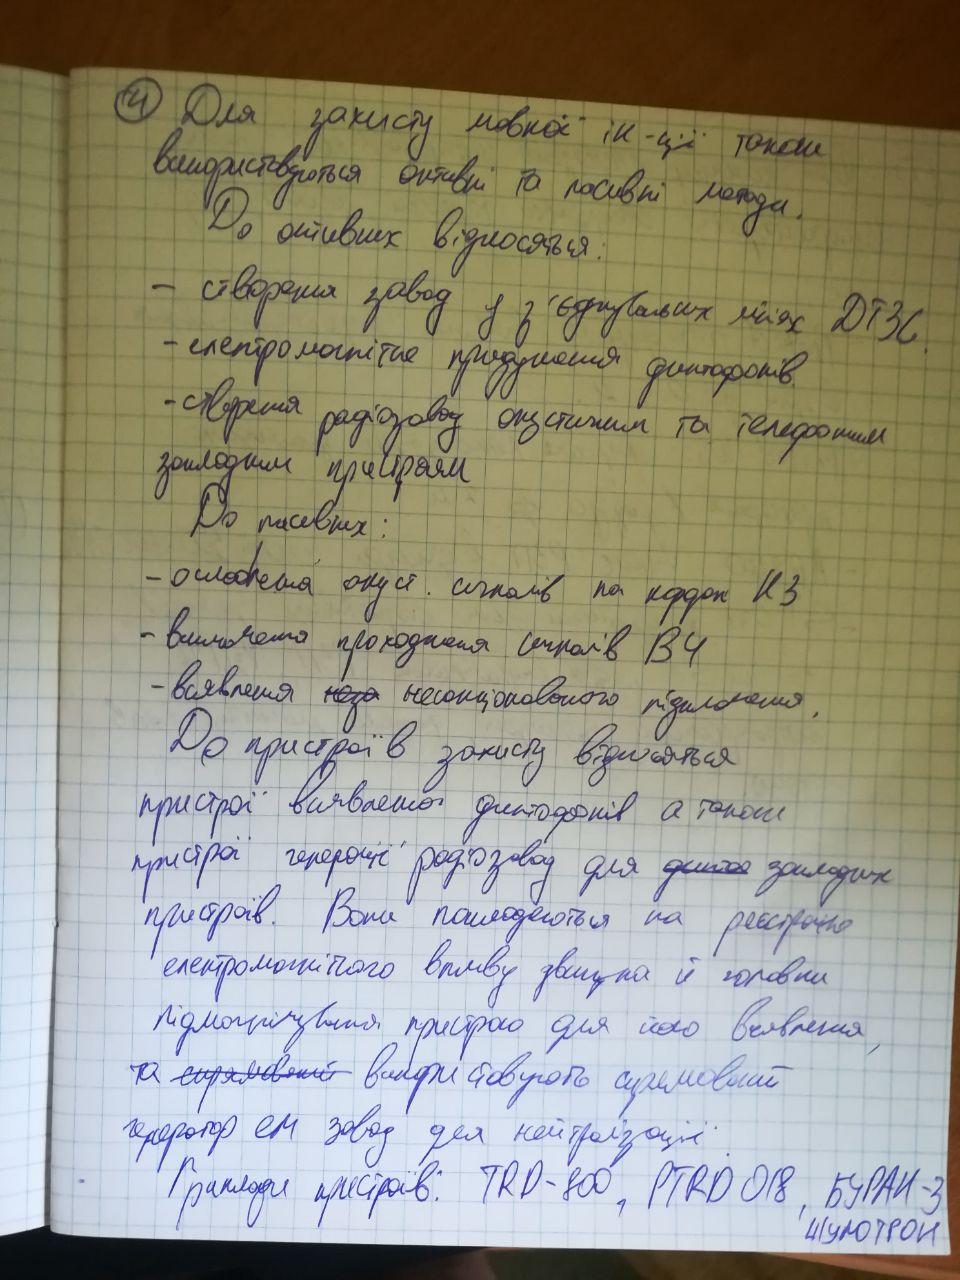 4 Для захисту мовної ін-ції також
використовуються активні та пасивні методи.
До активних відносяться:
- створення завад у з'єднувальних лініях ДТЗС.
- електромагнітне придушення диктофонів
- створення радіозавад акустичним та телефонним
закладним пристроям
До пасивних:
- ослаблення акуст. сигналів на кордон КЗ
- виключення проходження сигналів ВЧ
- виявлення несанкціонованого підключення.
До пристроїв захисту відносяться
пристрої виявлення диктофонів а також
пристрої генерації радіозавад для закладних
пристроїв. Вони покладаються на
електромагнітного впливу двигуна й головки
підмагнічування пристрою для його виявлення,
та використовують спрямований
генератор ЕМ завад для нейтралізації.
Приклади пристроїв: TRD-800, PTRD 018, БУРАН-3
ШУМОТРОН